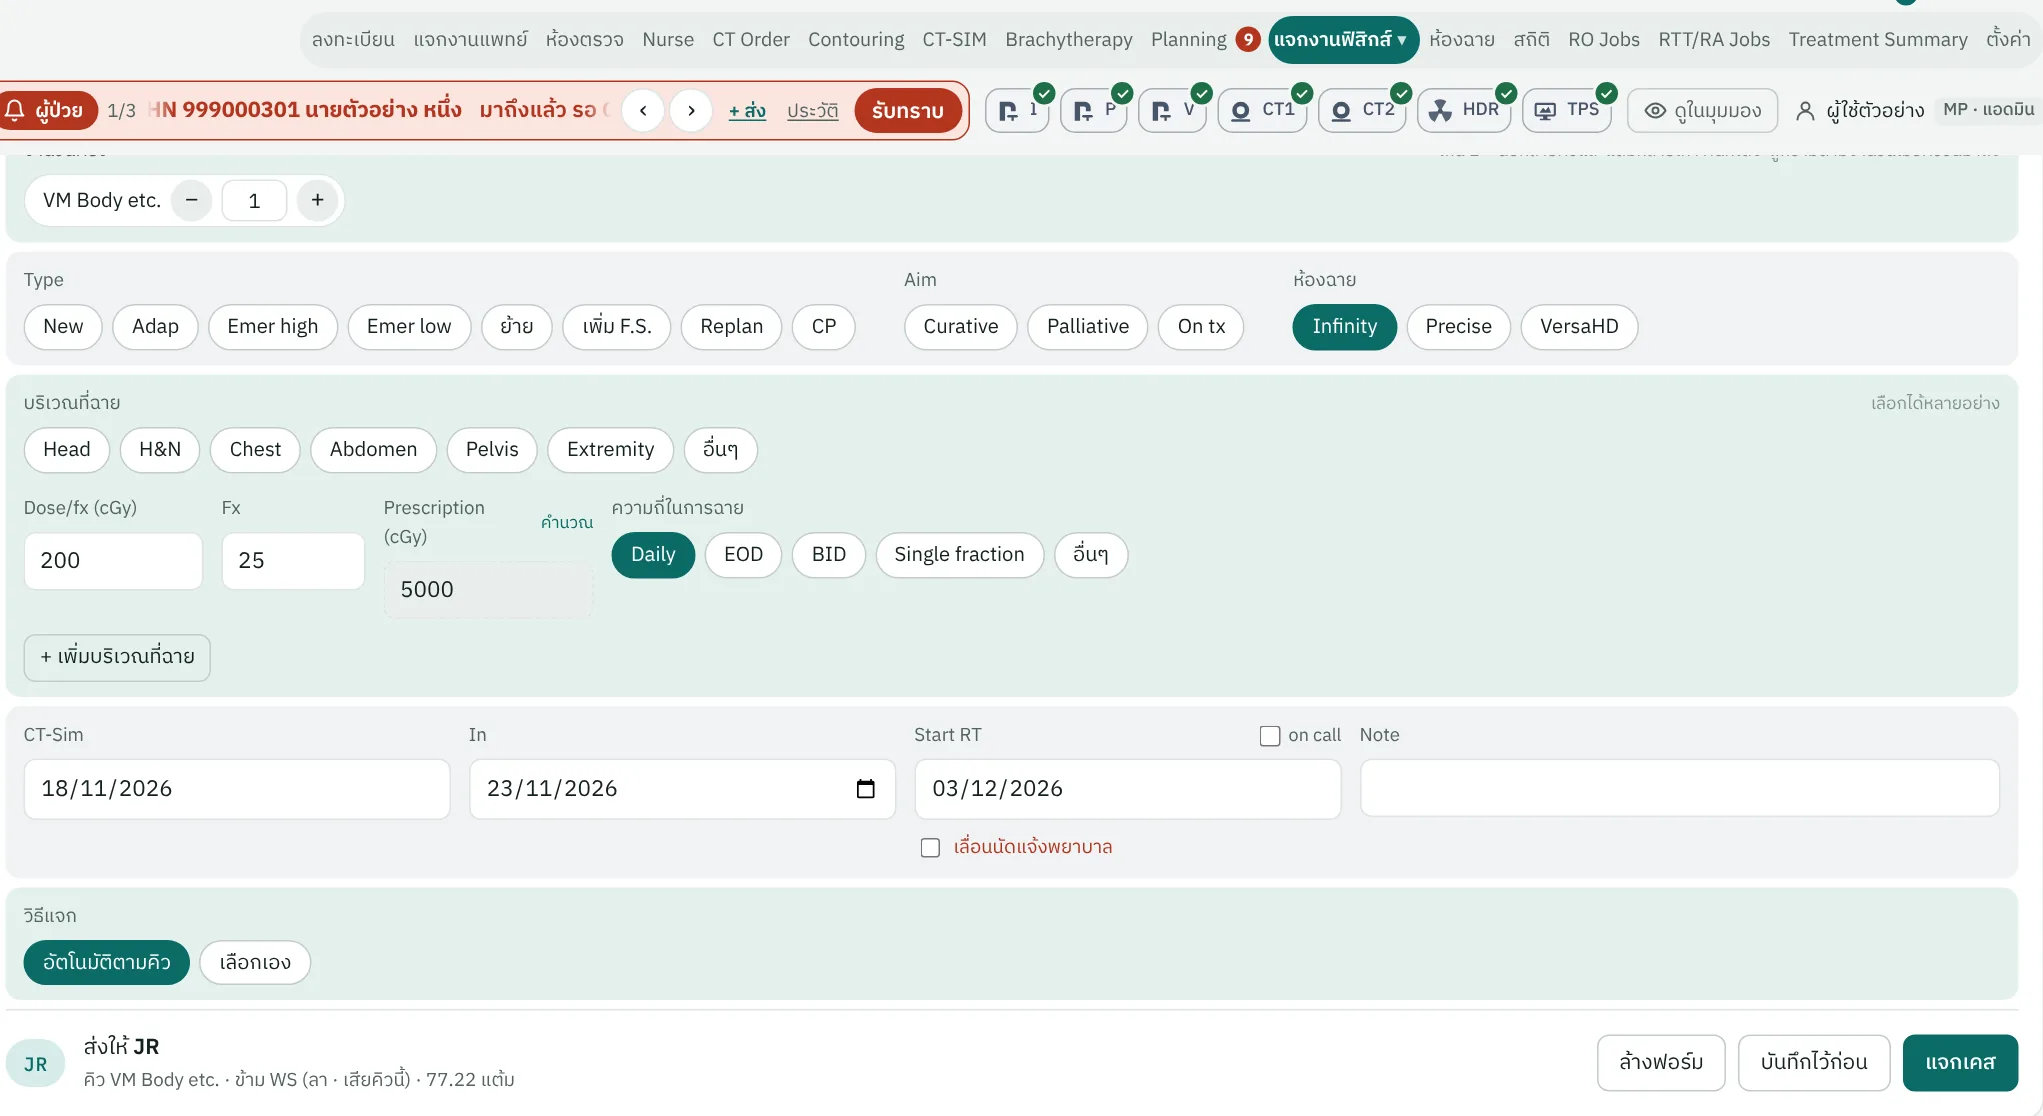 ลงทะเบียน แจกงานแพทย์ ห้องตรวจ Nurse CT Order Contouring CT-SIM Brachytherapy Planning 9 แจกงานฟิสิกส์ ▾ ห้องฉาย สถิติ RO Jobs RTT/RA Jobs Treatment Summary ตั้งค่า
ผู้ป่วย 1/3 HN 999000301 นายตัวอย่าง หนึ่ง มาถึงแล้ว รอ ‹ › + ส่ง ประวัติ รับทราบ I P V CT1 CT2 HDR TPS ดูในมุมมอง ผู้ใช้ตัวอย่าง MP · แอดมิน
VM Body etc. − 1 +
Type Aim ห้องฉาย
New Adap Emer high Emer low ย้าย เพิ่ม F.S. Replan CP Curative Palliative On tx Infinity Precise VersaHD
บริเวณที่ฉาย เลือกได้หลายอย่าง
Head H&N Chest Abdomen Pelvis Extremity อื่นๆ
Dose/fx (cGy) Fx Prescription (cGy) คำนวณ ความถี่ในการฉาย
200 25 5000 Daily EOD BID Single fraction อื่นๆ
+ เพิ่มบริเวณที่ฉาย
CT-Sim In Start RT on call Note
18/11/2026 23/11/2026 03/12/2026
เลื่อนนัดแจ้งพยาบาล
วิธีแจก
อัตโนมัติตามคิว เลือกเอง
JR ส่งให้ JR
คิว VM Body etc. · ข้าม WS (ลา · เสียคิวนี้) · 77.22 แต้ม
ล้างฟอร์ม บันทึกไว้ก่อน แจกเคส